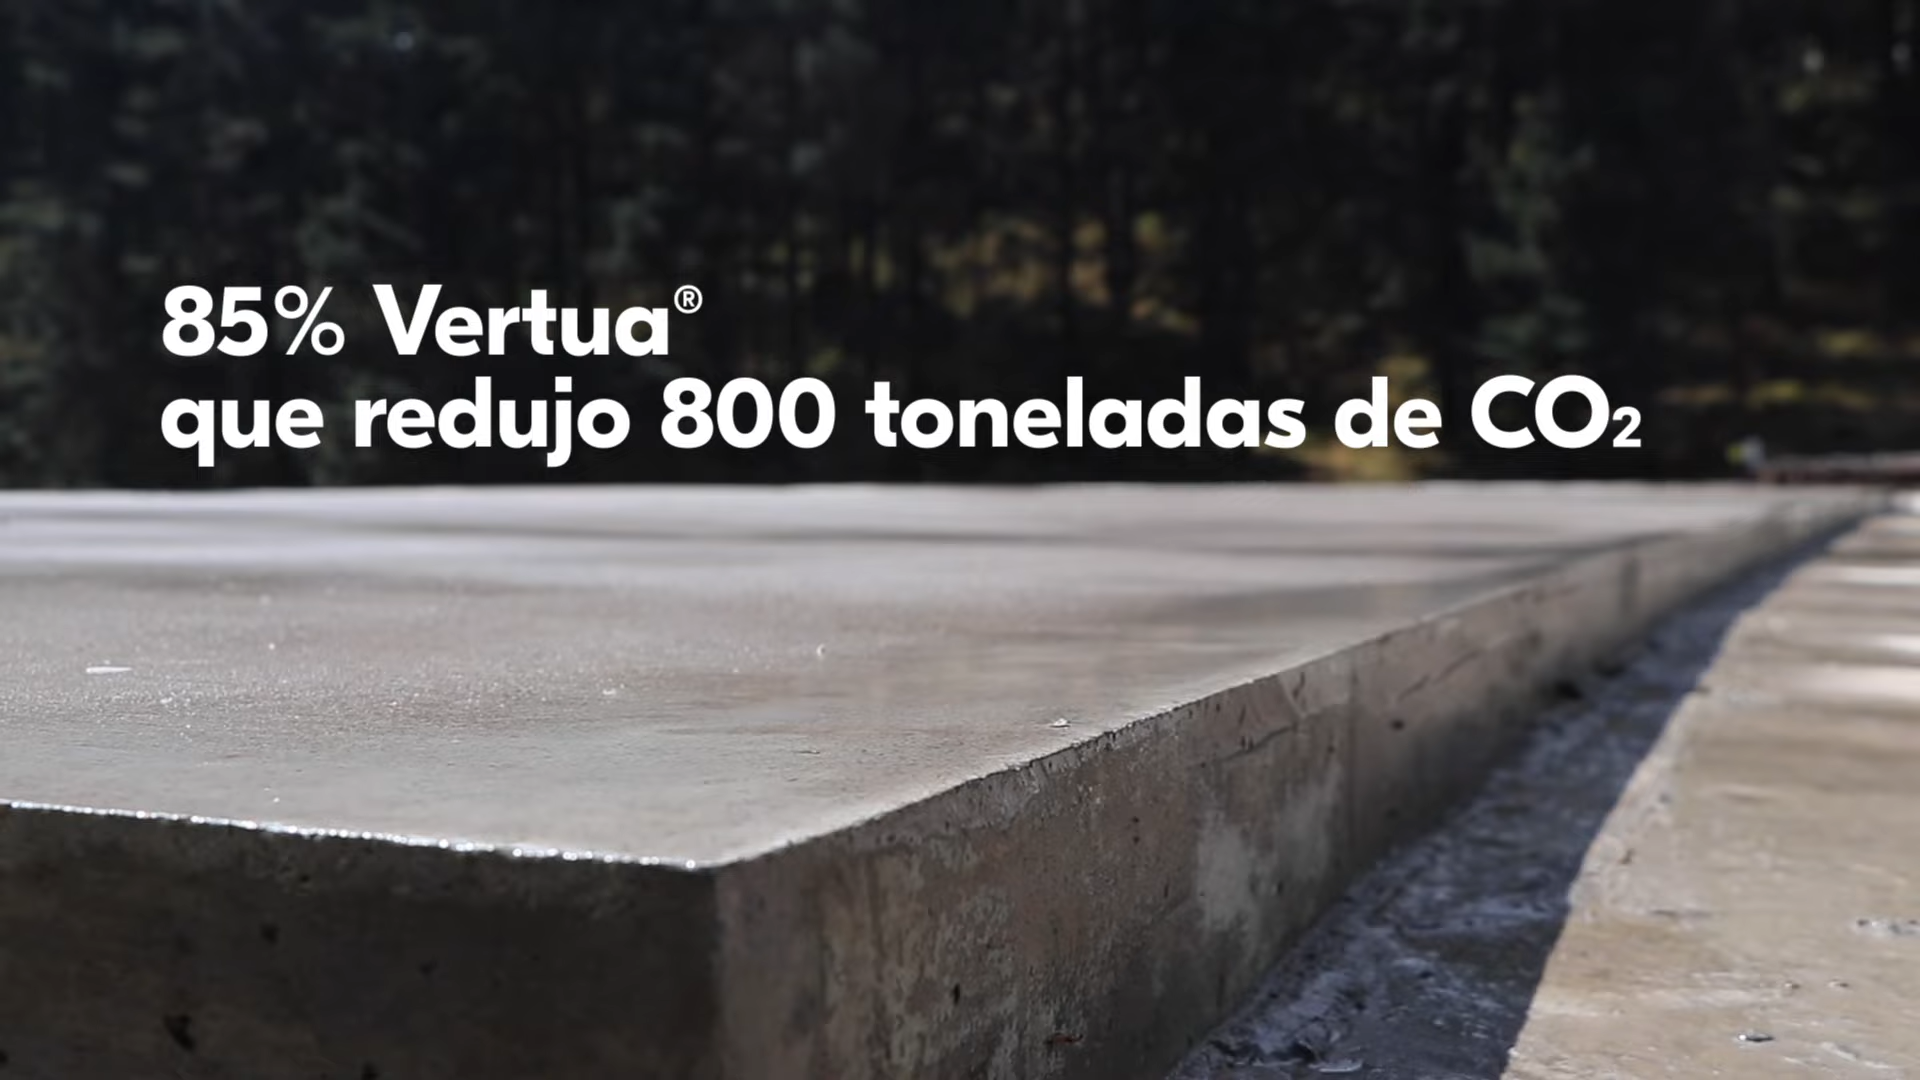 85% Vertua®
que redujo 800 toneladas de CO₂